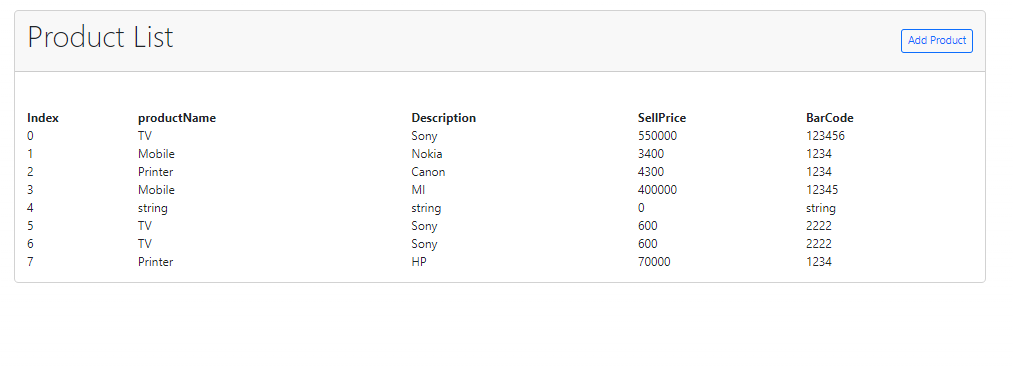 Product List
Add Product
Index productName Description SellPrice BarCode
0 TV Sony 550000 123456
1 Mobile Nokia 3400 1234
2 Printer Canon 4300 1234
3 Mobile MI 400000 12345
4 string string 0 string
5 TV Sony 600 2222
6 TV Sony 600 2222
7 Printer HP 70000 1234